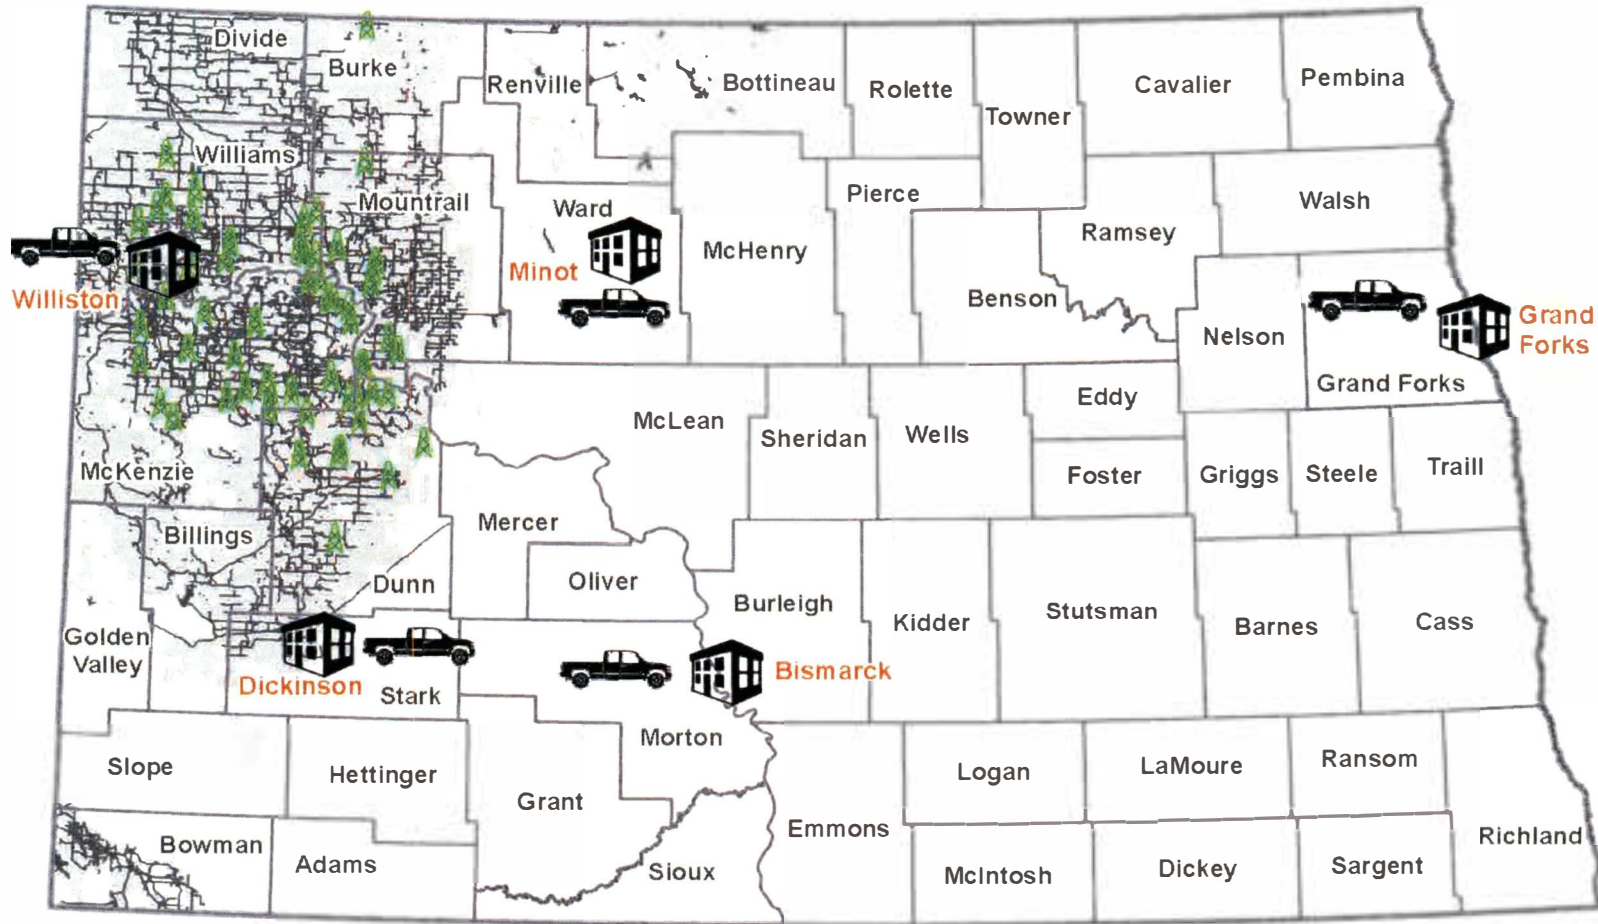 Divide
Burke
Renville
Bottineau
Rolette
Towner
Cavalier
Pembina
Williams
Mountrail
Ward
Minot
McHenry
Pierce
Benson
Ramsey
Walsh
Nelson
Grand
Forks
Grand Forks
Williston
McKenzie
McLean
Sheridan
Wells
Eddy
Foster
Griggs
Steele
Traill
Billings
Dunn
Mercer
Oliver
Burleigh
Kidder
Stutsman
Barnes
Cass
Golden
Valley
Dickinson
Stark
Bismarck
Morton
Slope
Hettinger
Grant
Logan
LaMoure
Ransom
Bowman
Adams
Sioux
Emmons
McIntosh
Dickey
Sargent
Richland